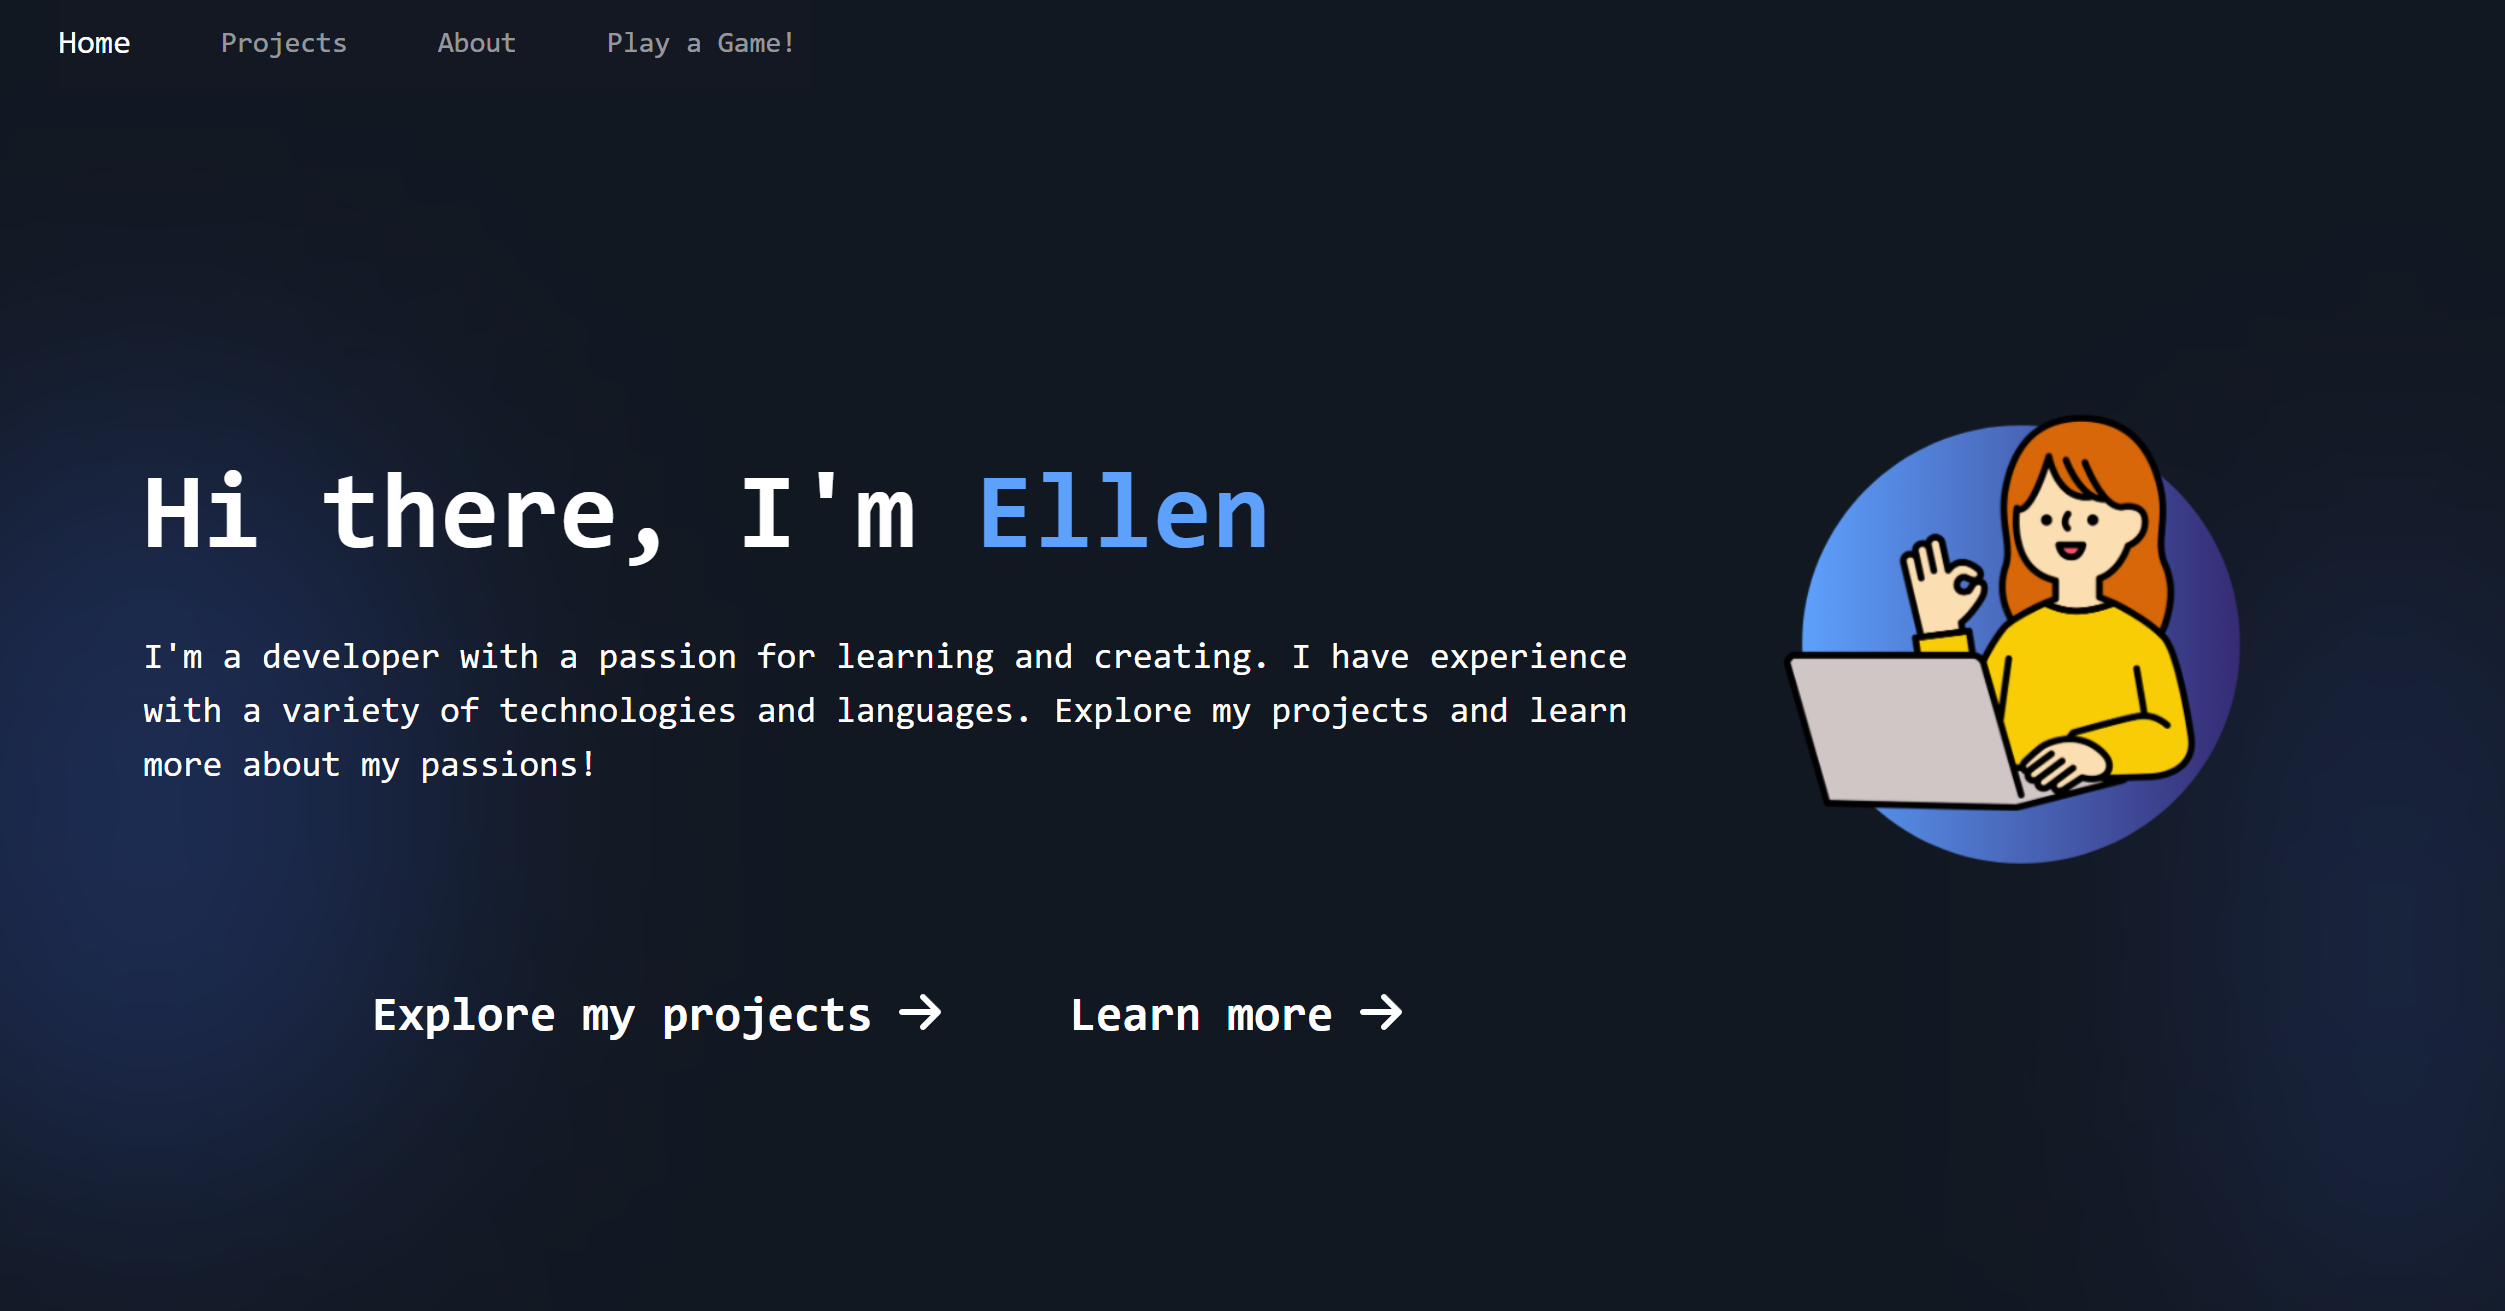 Home Projects About Play a Game!
Hi there, I'm Ellen
I'm a developer with a passion for learning and creating. I have experience
with a variety of technologies and languages. Explore my projects and learn
more about my passions!
Explore my projects → Learn more →